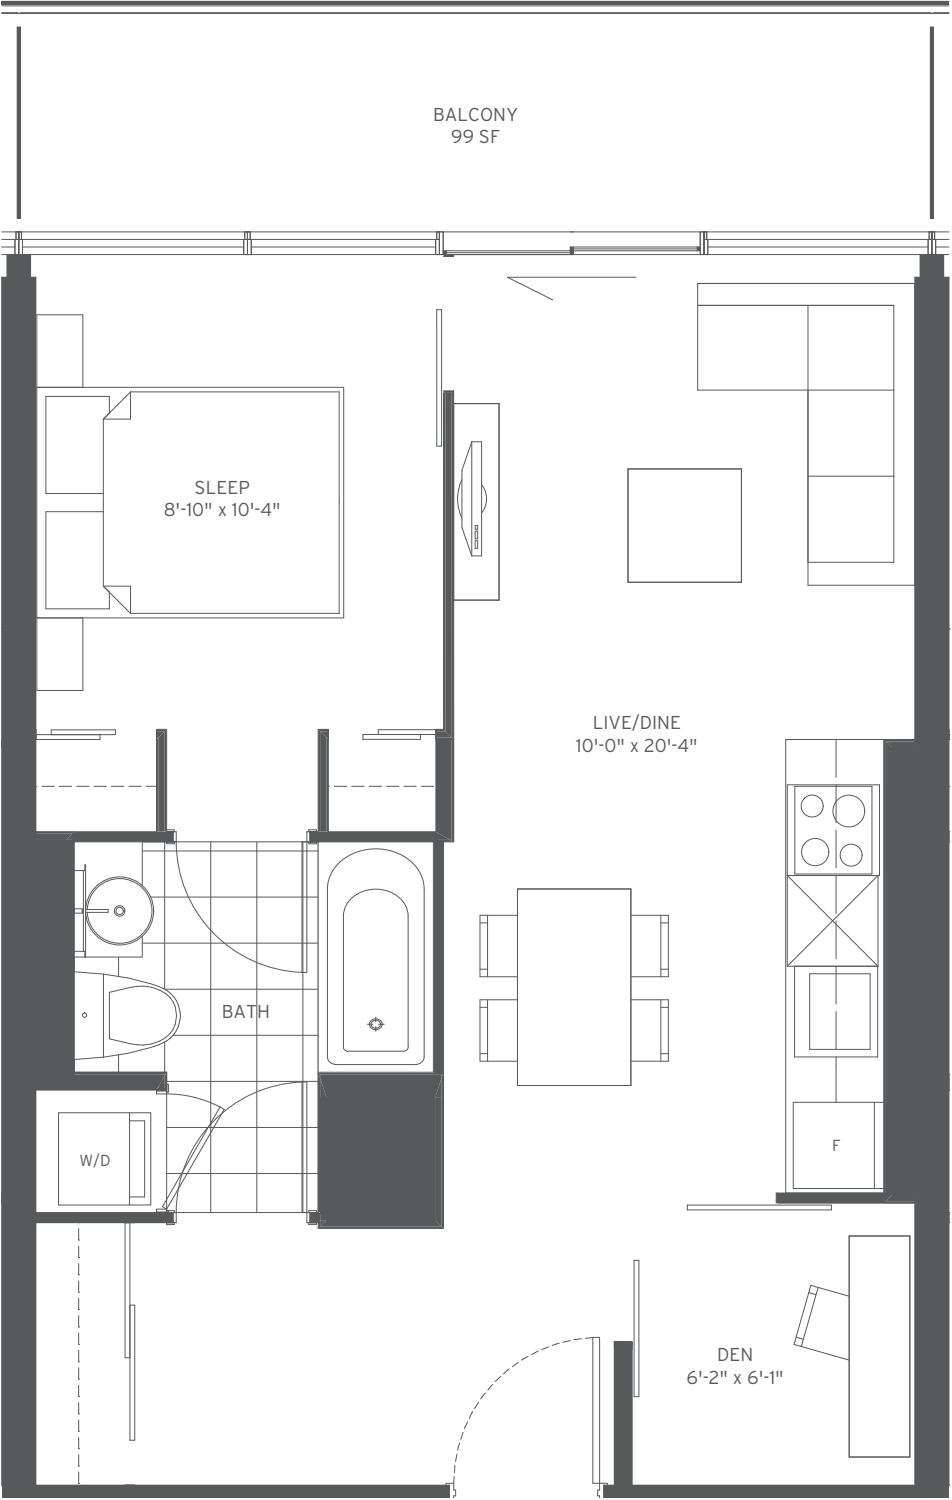 BALCONY
99 SF
SLEEP
8'-10" x 10'-4"
LIVE/DINE
10'-0" x 20'-4"
BATH
W/D
F
DEN
6'-2" x 6'-1"